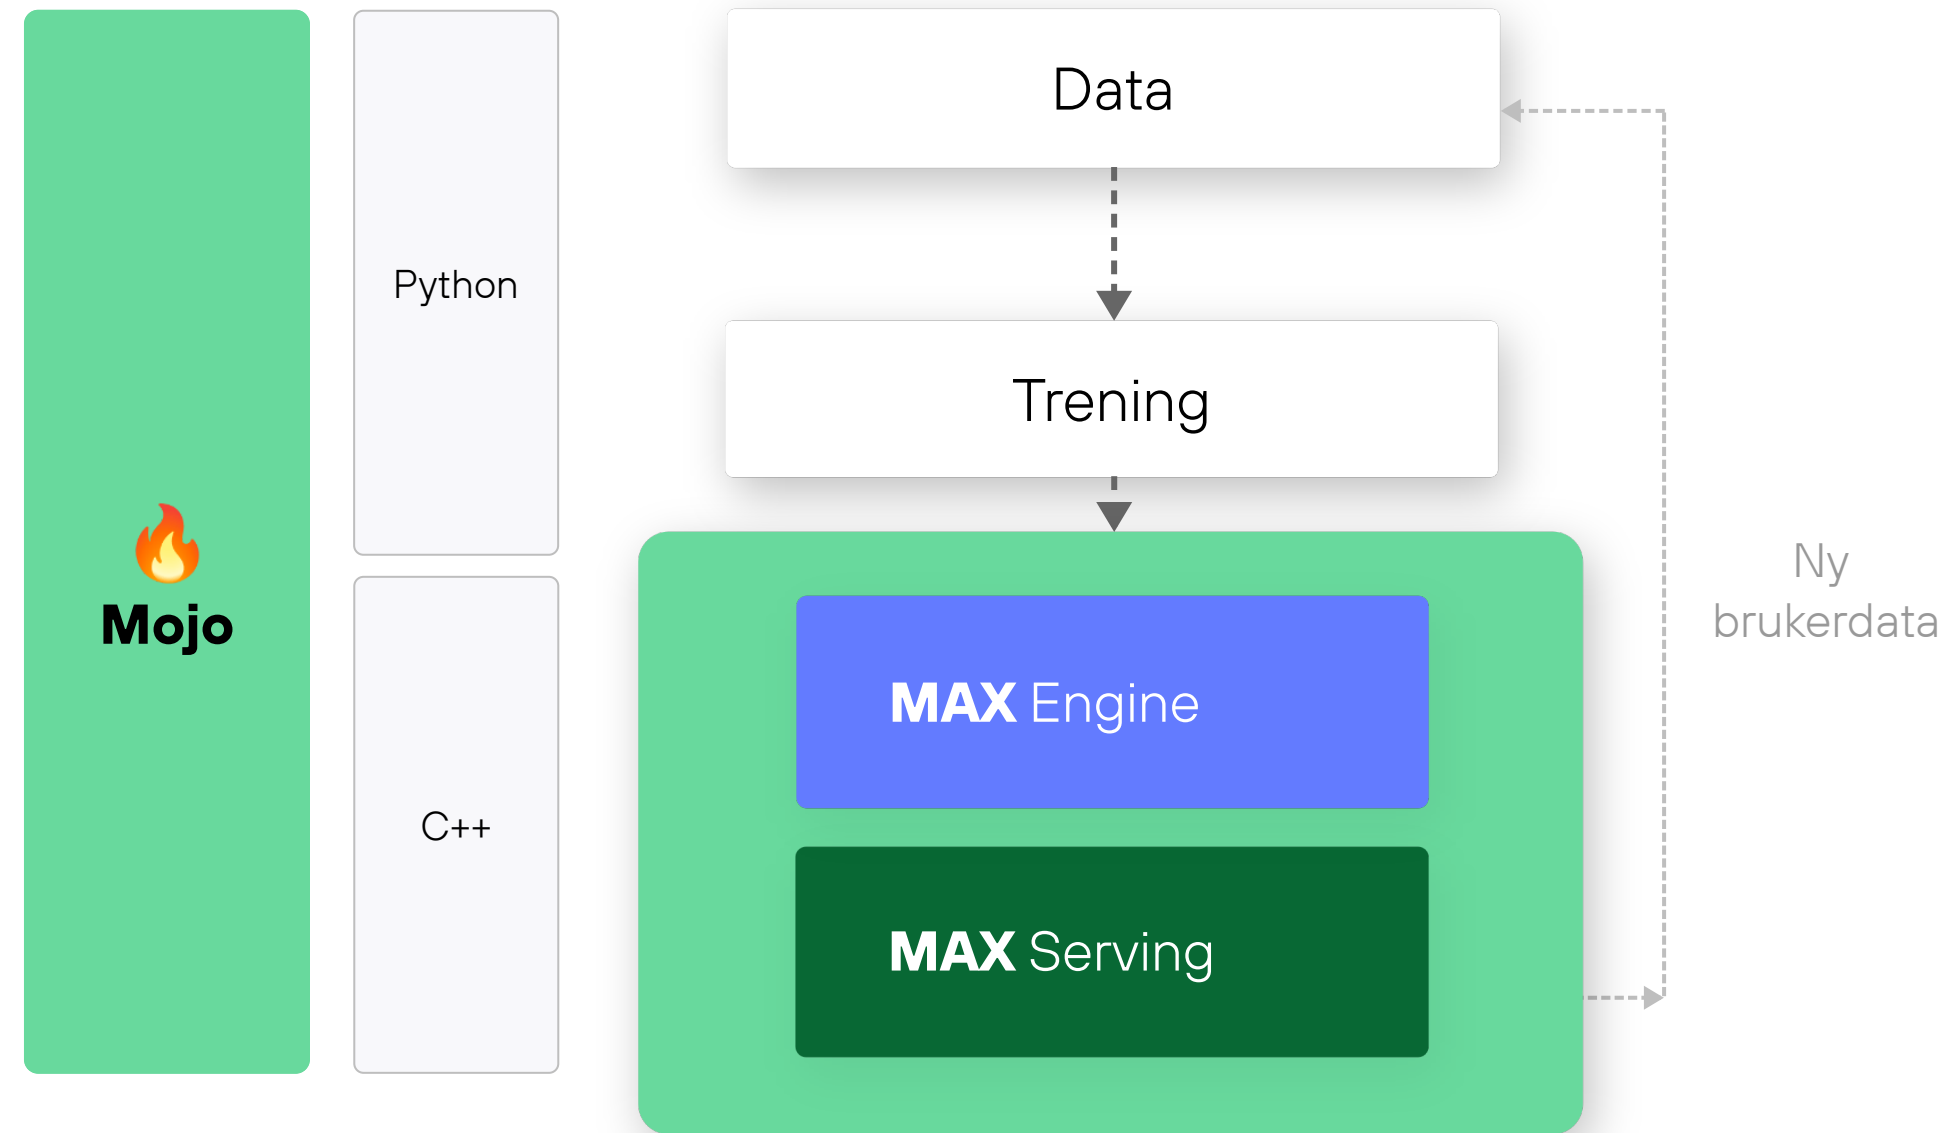 Mojo
Python
C++
Data
Trening
MAX Engine
MAX Serving
Ny
brukerdata